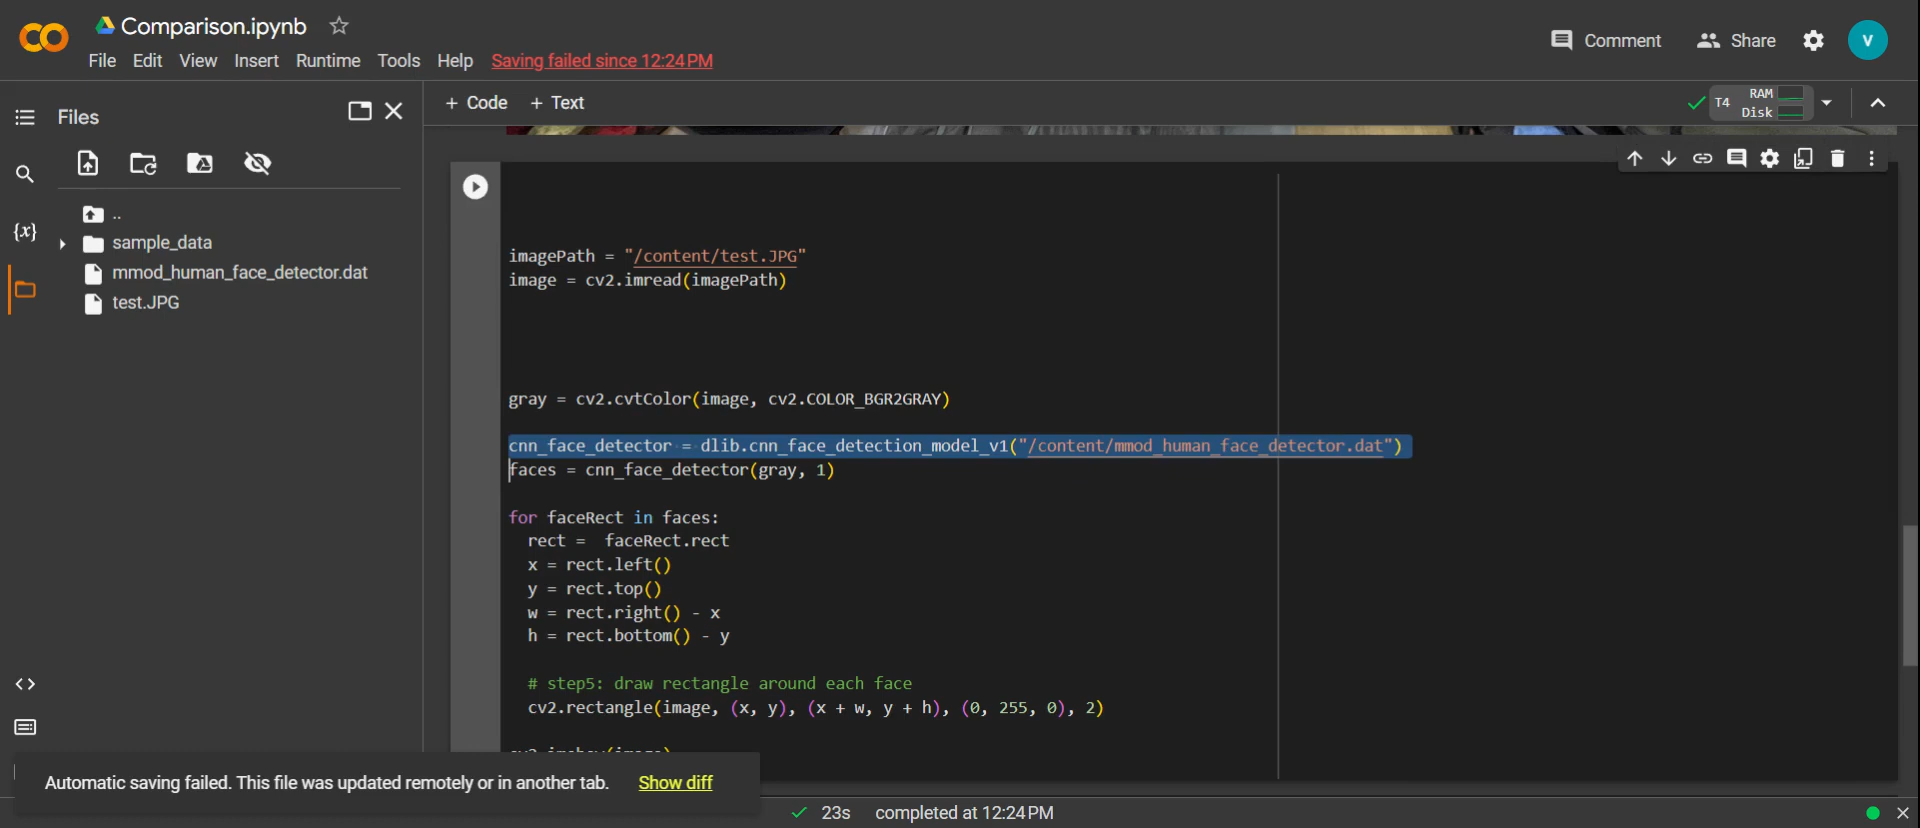 Comparison.ipynb
File Edit View Insert Runtime Tools Help Saving failed since 12:24 PM
Comment Share V
Files
+ Code + Text
T4 RAM Disk
..
sample_data
mmod_human_face_detector.dat
test.JPG
{x}
imagePath = "/content/test.JPG"
image = cv2.imread(imagePath)
gray = cv2.cvtColor(image, cv2.COLOR_BGR2GRAY)
cnn_face_detector = dlib.cnn_face_detection_model_v1("/content/mmod_human_face_detector.dat")
faces = cnn_face_detector(gray, 1)
for faceRect in faces:
rect =  faceRect.rect
x = rect.left()
y = rect.top()
w = rect.right() - x
h = rect.bottom() - y
# step5: draw rectangle around each face
cv2.rectangle(image, (x, y), (x + w, y + h), (0, 255, 0), 2)
Automatic saving failed. This file was updated remotely or in another tab. Show diff
23s completed at 12:24 PM